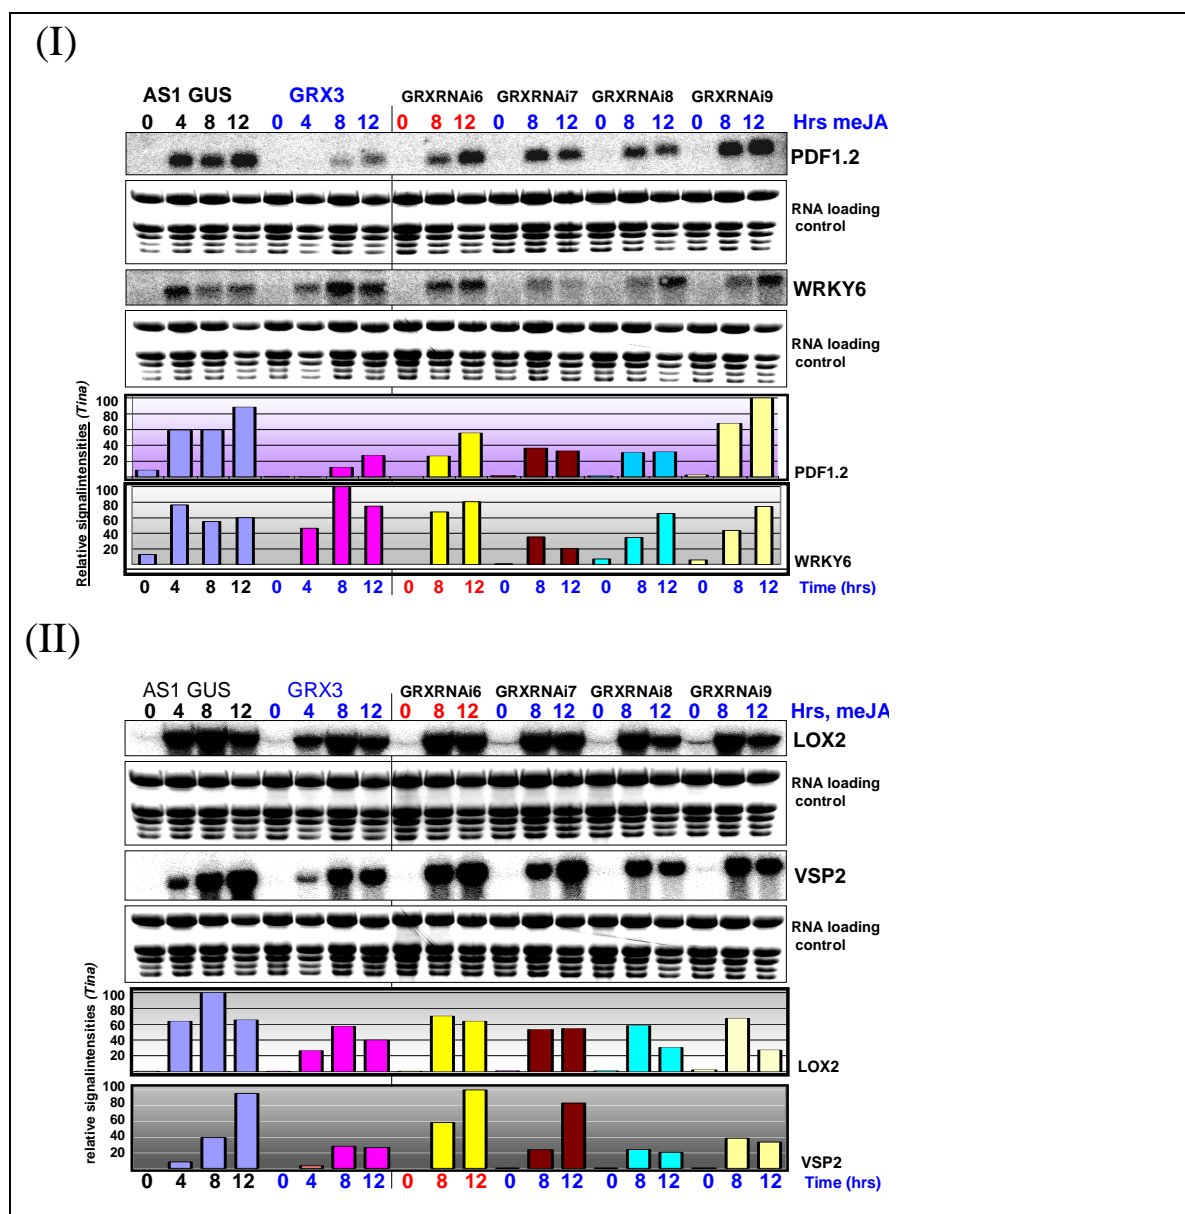 (I)
AS1 GUS GRX3 GRXRNAi6 GRXRNAi7 GRXRNAi8 GRXRNAi9
0 4 8 12 0 4 8 12 0 8 12 0 8 12 0 8 12 0 8 12 Hrs meJA
PDF1.2
RNA loading
control
WRKY6
RNA loading
control
Relative signalintensities (Tina)
100
80
60
40
20
PDF1.2
100
80
60
40
20
WRKY6
0 4 8 12 0 4 8 12 0 8 12 0 8 12 0 8 12 0 8 12 Time (hrs)
(II)
AS1 GUS GRX3 GRXRNAi6 GRXRNAi7 GRXRNAi8 GRXRNAi9
0 4 8 12 0 4 8 12 0 8 12 0 8 12 0 8 12 0 8 12 Hrs, meJA
LOX2
RNA loading
control
VSP2
RNA loading
control
relative signalintensities (Tina)
100
80
60
40
20
LOX2
100
80
60
40
20
VSP2
0 4 8 12 0 4 8 12 0 8 12 0 8 12 0 8 12 0 8 12 Time (hrs)